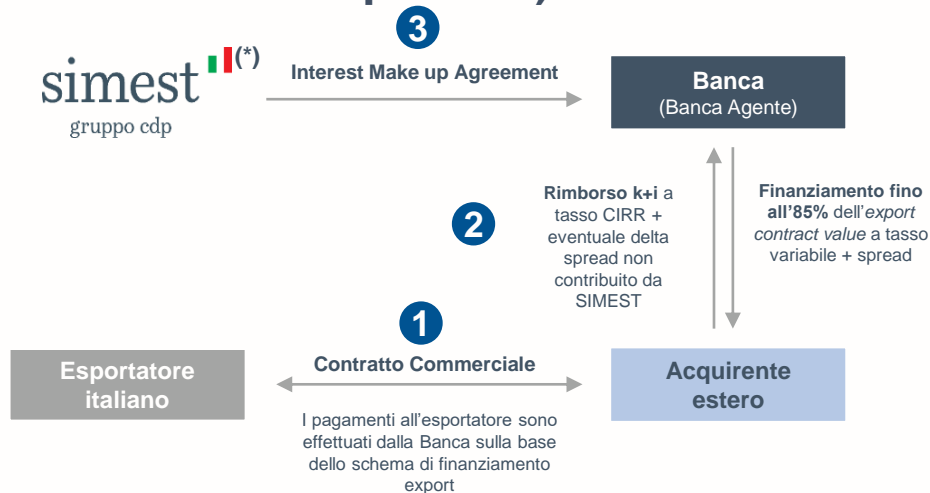 3
simest (*)
gruppo cdp
Interest Make up Agreement
Banca
(Banca Agente)
2
Rimborso k+i a
tasso CIRR +
eventuale delta
spread non
contribuito da
SIMEST
Finanziamento fino
all'85% dell'export
contract value a tasso
variabile + spread
1
Contratto Commerciale
Esportatore
italiano
Acquirente
estero
I pagamenti all'esportatore sono
effettuati dalla Banca sulla base
dello schema di finanziamento
export